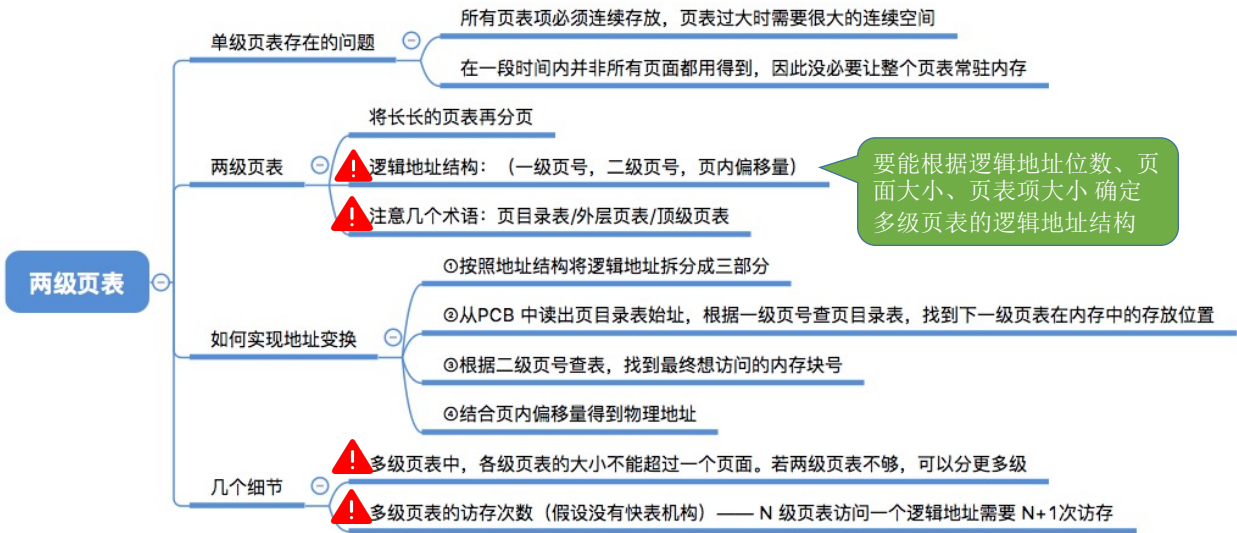 所有页表项必须连续存放，页表过大时需要很大的连续空间
单级页表存在的问题
在一段时间内并非所有页面都用得到，因此没必要让整个页表常驻内存
将长长的页表再分页
两级页表
逻辑地址结构：（一级页号，二级页号，页内偏移量）
要能根据逻辑地址位数、页
面大小、页表项大小 确定
多级页表的逻辑地址结构
注意几个术语：页目录表/外层页表/顶级页表
两级页表
①按照地址结构将逻辑地址拆分成三部分
②从PCB 中读出页目录表始址，根据一级页号查页目录表，找到下一级页表在内存中的存放位置
如何实现地址变换
③根据二级页号查表，找到最终想访问的内存块号
④结合页内偏移量得到物理地址
多级页表中，各级页表的大小不能超过一个页面。若两级页表不够，可以分更多级
几个细节
多级页表的访存次数（假设没有快表机构）—— N 级页表访问一个逻辑地址需要 N+1次访存